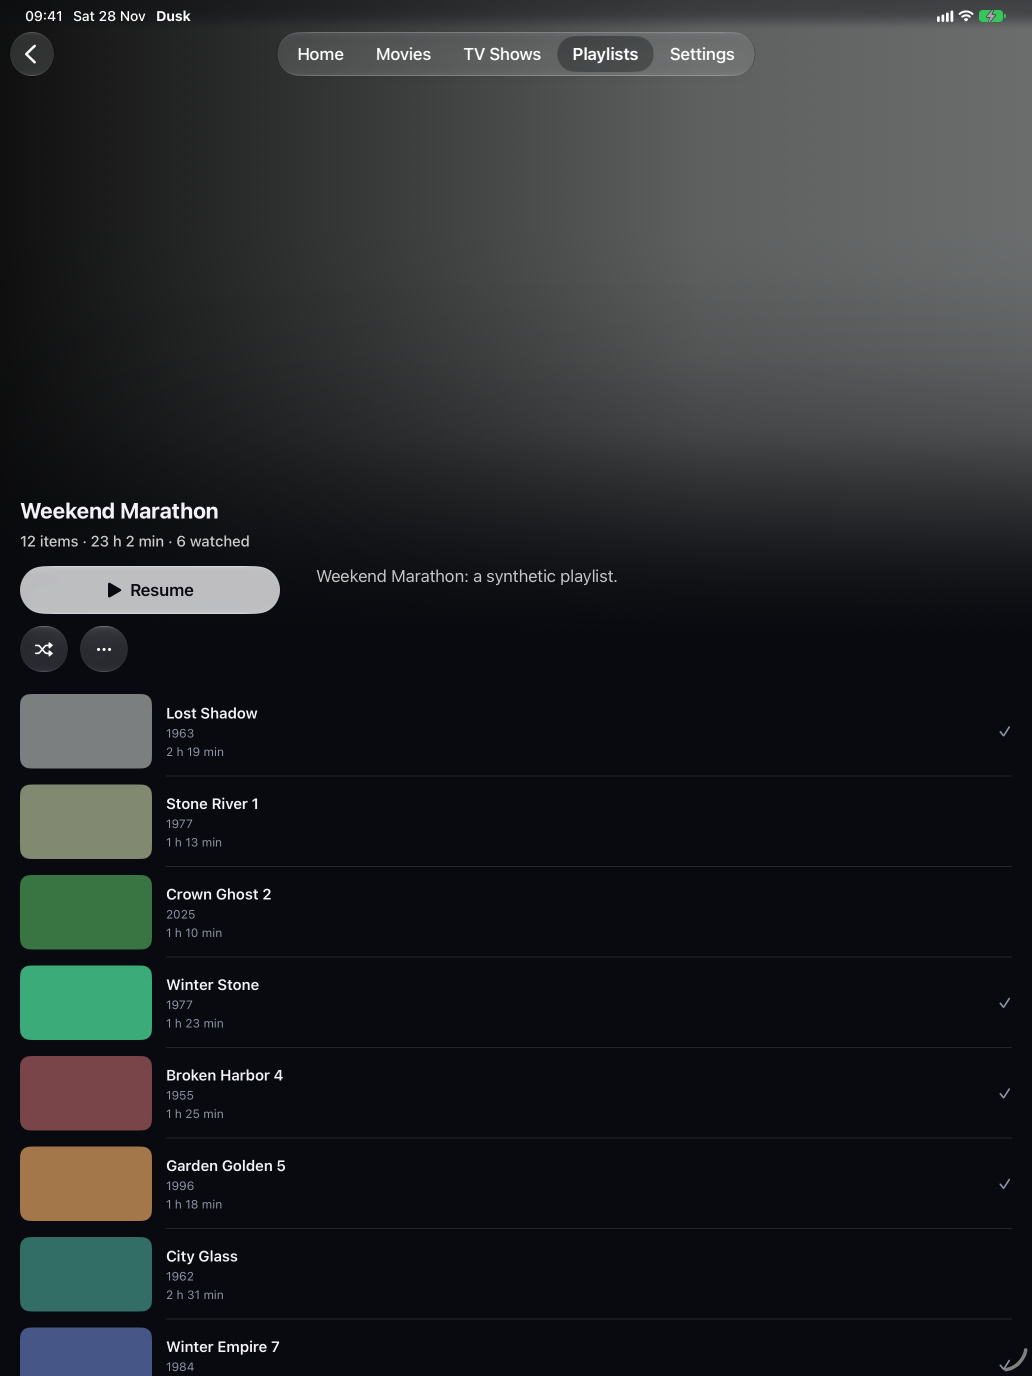 09:41 Sat 28 Nov Dusk
Home Movies TV Shows Playlists Settings
Weekend Marathon
12 items · 23 h 2 min · 6 watched
Resume
Weekend Marathon: a synthetic playlist.
Lost Shadow
1963
2 h 19 min
Stone River 1
1977
1 h 13 min
Crown Ghost 2
2025
1 h 10 min
Winter Stone
1977
1 h 23 min
Broken Harbor 4
1955
1 h 25 min
Garden Golden 5
1996
1 h 18 min
City Glass
1962
2 h 31 min
Winter Empire 7
1984